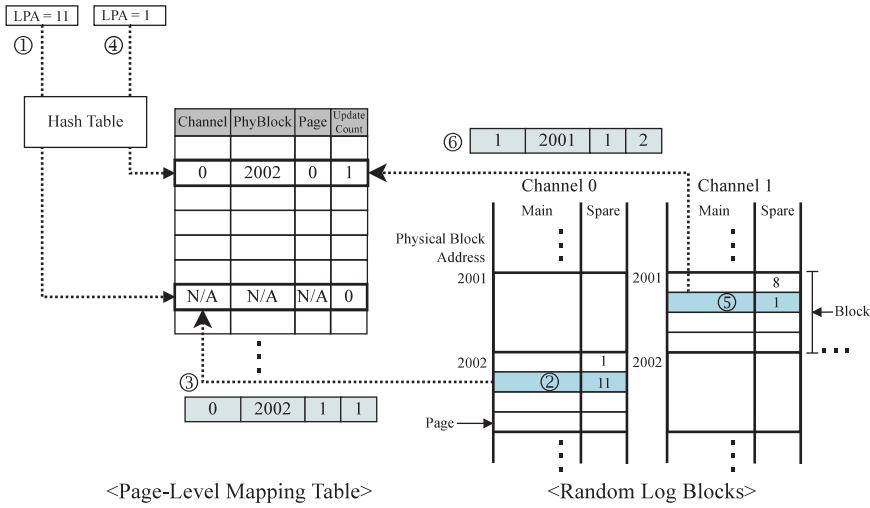 LPA = 11 LPA = 1
① ④
Hash Table
Channel PhyBlock Page Update Count
0 2002 0 1
N/A N/A N/A 0
③
0 2002 1 1
⑥ 1 2001 1 2
Channel 0 Channel 1
Main Spare Main Spare
Physical Block
Address
2001 2001 8
⑤ 1
Block
2002 1 2002
② 11
Page
<Page-Level Mapping Table> <Random Log Blocks>